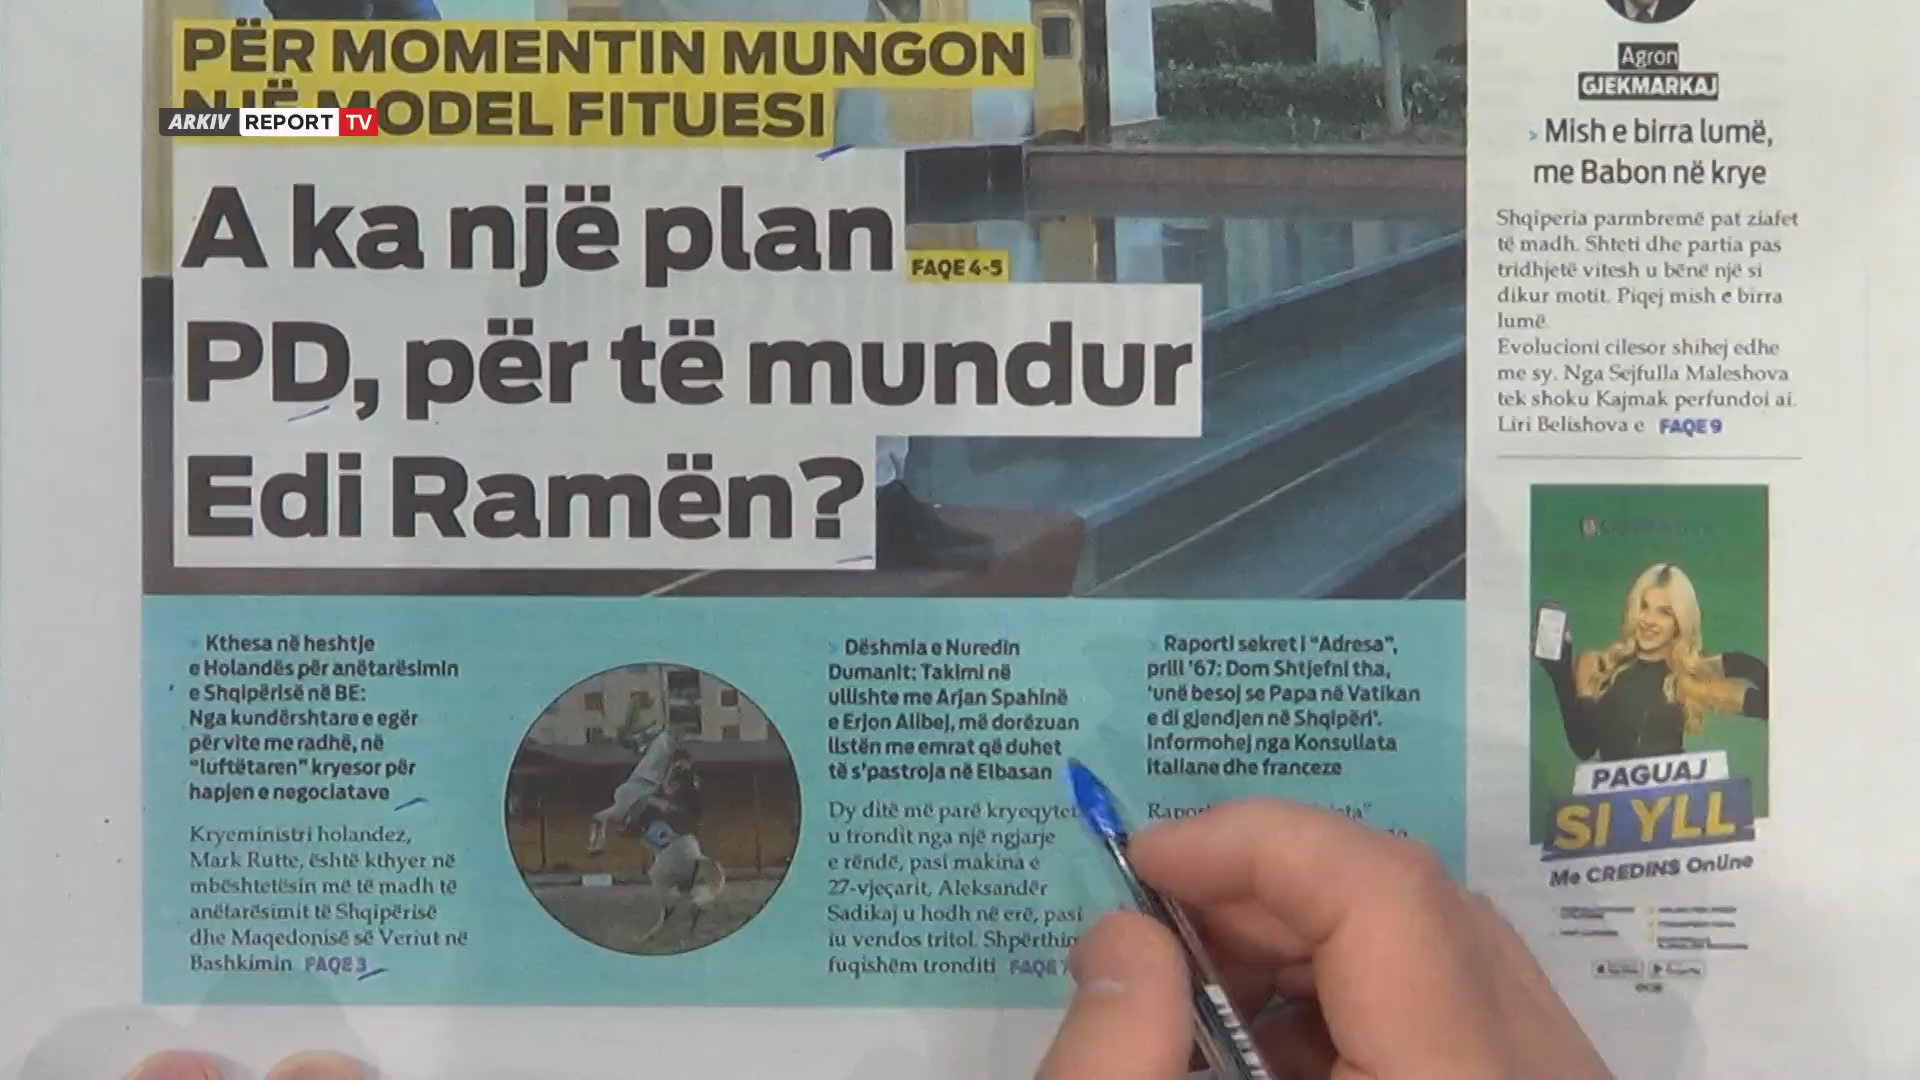 PËR MOMENTIN MUNGON
NJË MODEL FITUESI
ARKIV REPORT TV
A ka një plan
FAQE 4-5
PD, për të mundur
Edi Ramën?
Kthesa në heshtje
e Holandës për anëtarësimin
e Shqipërisë në BE:
Nga kundërshtare e egër
për vite me radhë, në
"luftëtaren" kryesor për
hapjen e negociatave
Kryeministri holandez,
Mark Rutte, është kthyer në
mbështetësin më të madh të
anëtarësimit të Shqipërisë
dhe Maqedonisë së Veriut në
Bashkimin FAQE 3
Dëshmia e Nuredin
Dumanit: Takimi në
ullishte me Arjan Spahinë
e Erjon Alibej, më dorëzuan
listën me emrat që duhet
të s'pastroja në Elbasan
Dy ditë më parë kryeqytet
u trondit nga një ngjarje
e rëndë, pasi makina e
27-vjeçarit, Aleksandër
Sadikaj u hodh në erë, pasi
iu vendos tritol. Shpërthim
fuqishëm tronditi FAQE 7
Raporti sekret i "Adresa",
prill '67: Dom Shtjefni tha,
'unë besoj se Papa në Vatikan
e di gjendjen në Shqipëri'.
Informohej nga Konsullata
italiane dhe franceze
Agron
GJEKMARKAJ
› Mish e birra lumë,
me Babon në krye
Shqiperia parmbremë pat ziafet
të madh. Shteti dhe partia pas
tridhjetë vitesh u bënë një si
dikur motit. Piqej mish e birra
lumë.
Evolucioni cilesor shihej edhe
me sy. Nga Sejfulla Maleshova
tek shoku Kajmak perfundoi ai.
Liri Belishova e FAQE 9
PAGUAJ
SI YLL
Me CREDINS Online